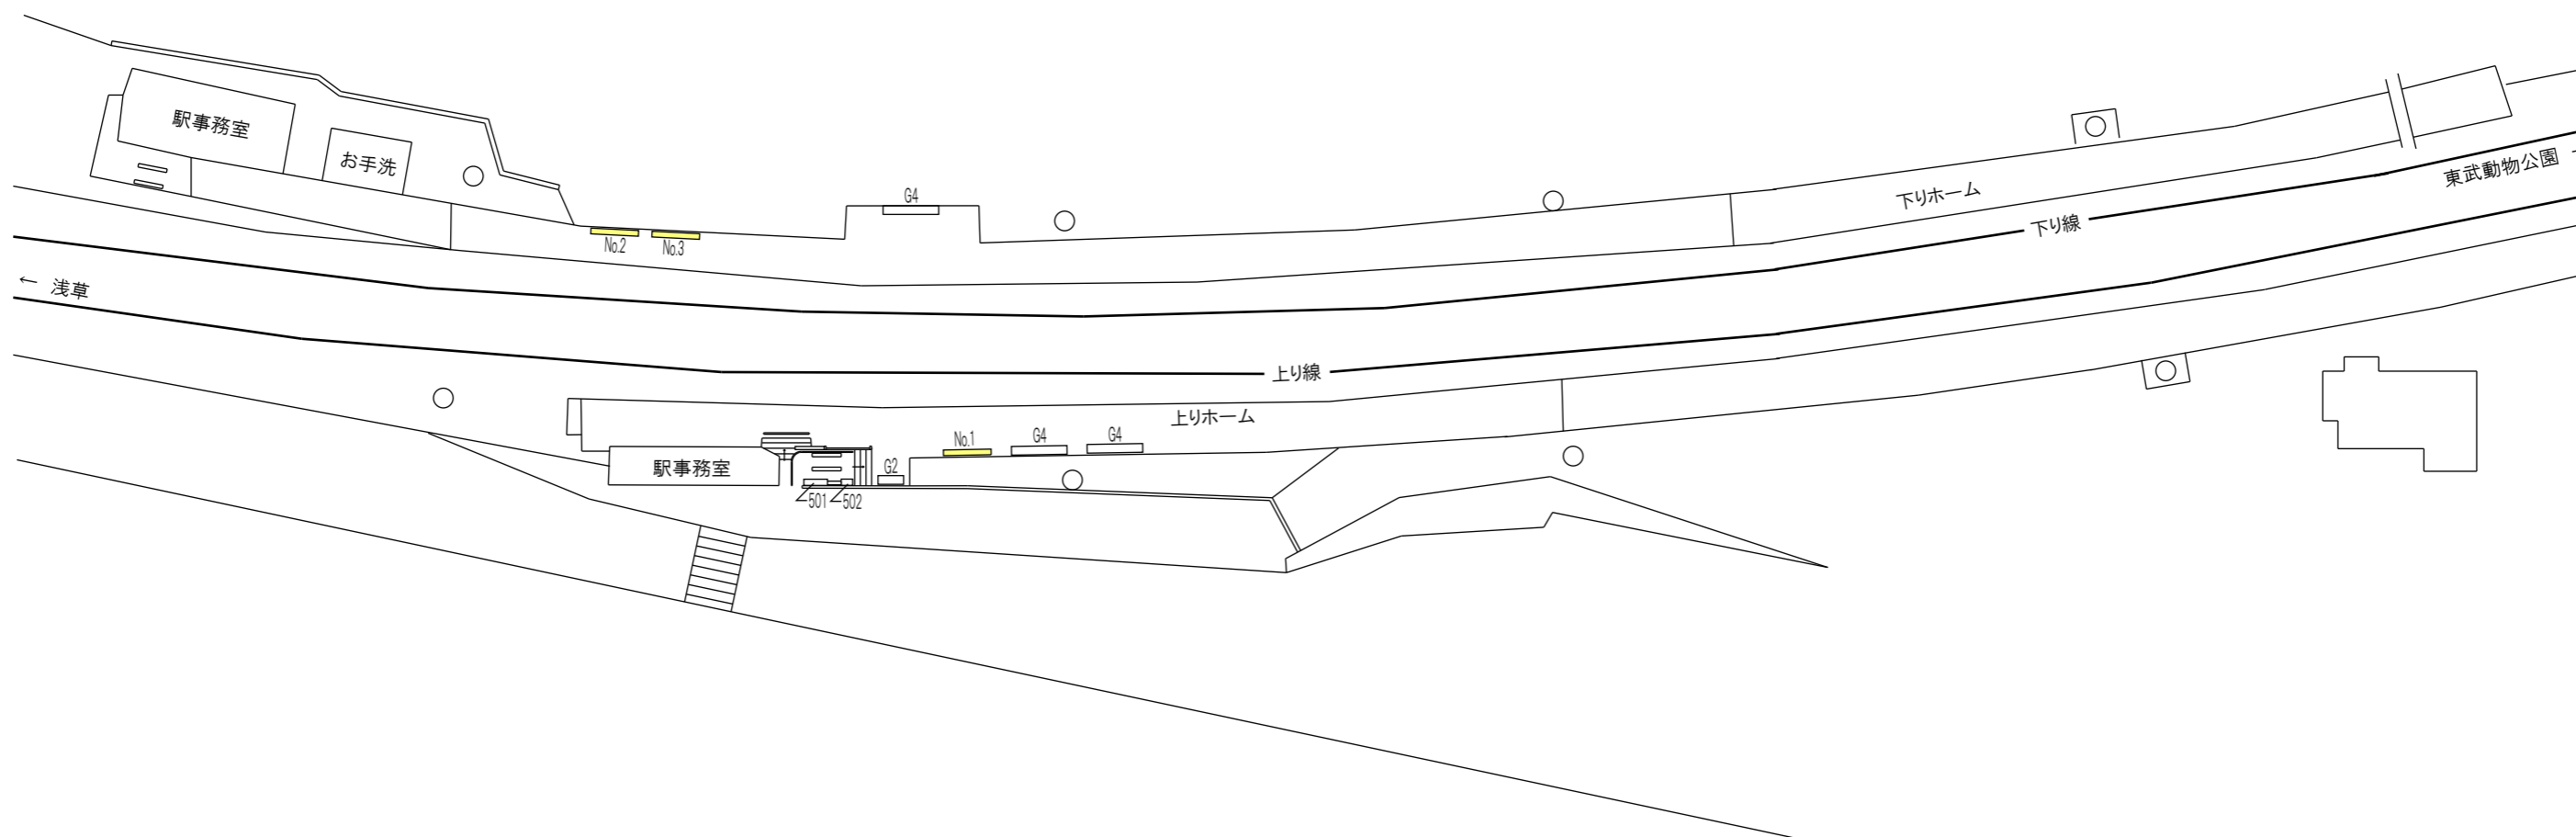 駅事務室
お手洗
G4
No.2
No.3
下りホーム
下り線
東武動物公園 →
← 浅草
上り線
上りホーム
No.1
G4
G4
駅事務室
G2
501
502